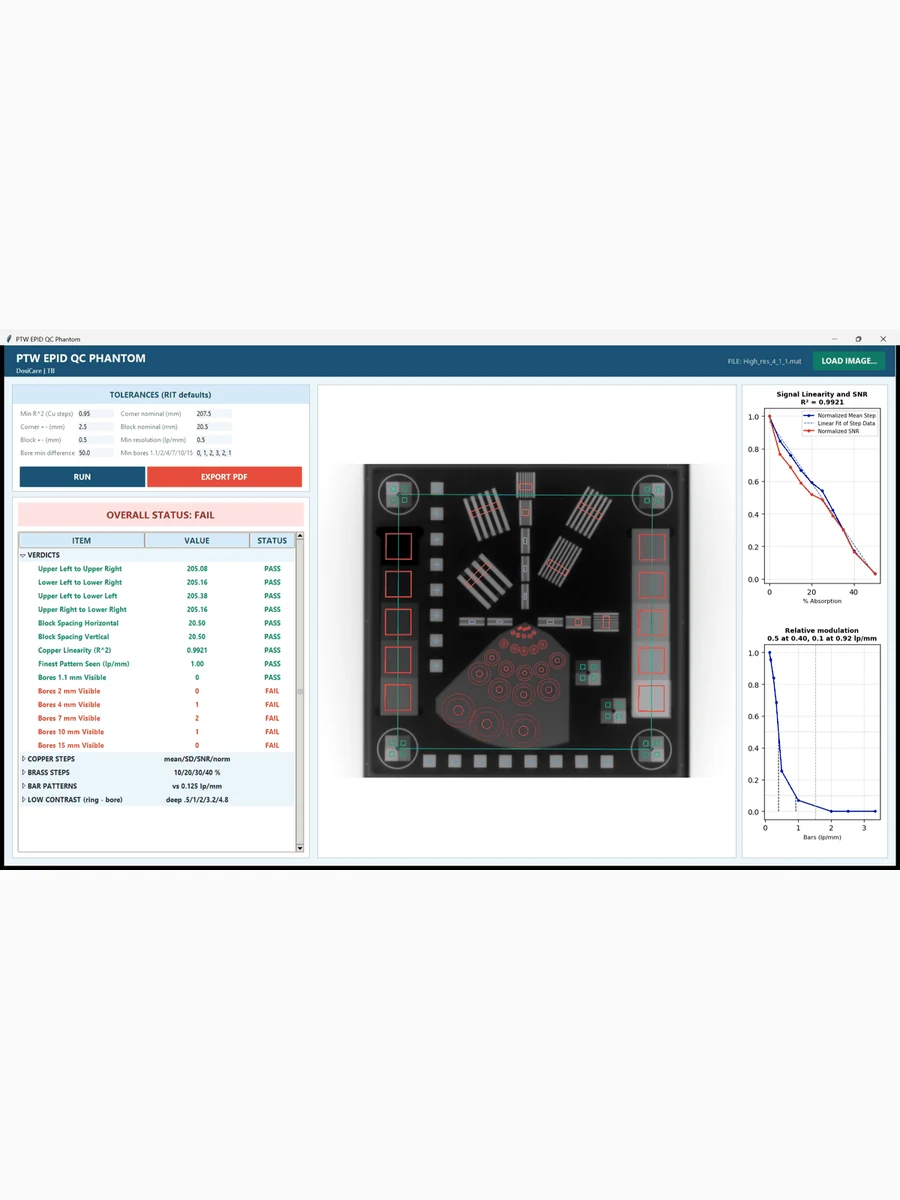 PTW EPID QC Phantom
PTW EPID QC PHANTOM
DosiCare | TB
FILE: High_res_4_1_1.mat
LOAD IMAGE...
TOLERANCES (RIT defaults)
Min R^2 (Cu steps) 0.95 Corner nominal (mm) 207.5
Corner +- (mm) 2.5 Block nominal (mm) 20.5
Block +- (mm) 0.5 Min resolution (lp/mm) 0.5
Bore min difference 50.0 Min bores 1.1/2/4/7/10/15 0, 1, 2, 3, 2, 1
RUN EXPORT PDF
OVERALL STATUS: FAIL
ITEM VALUE STATUS
VERDICTS
Upper Left to Upper Right 205.08 PASS
Lower Left to Lower Right 205.16 PASS
Upper Left to Lower Left 205.38 PASS
Upper Right to Lower Right 205.16 PASS
Block Spacing Horizontal 20.50 PASS
Block Spacing Vertical 20.50 PASS
Copper Linearity (R^2) 0.9921 PASS
Finest Pattern Seen (lp/mm) 1.00 PASS
Bores 1.1 mm Visible 0 PASS
Bores 2 mm Visible 0 FAIL
Bores 4 mm Visible 1 FAIL
Bores 7 mm Visible 2 FAIL
Bores 10 mm Visible 1 FAIL
Bores 15 mm Visible 0 FAIL
COPPER STEPS mean/SD/SNR/norm
BRASS STEPS 10/20/30/40 %
BAR PATTERNS vs 0.125 lp/mm
LOW CONTRAST (ring - bore) deep .5/1/2/3.2/4.8
Signal Linearity and SNR
R² = 0.9921
Normalized Mean Step
Linear Fit of Step Data
Normalized SNR
1.0
0.8
0.6
0.4
0.2
0.0
0 20 40
% Absorption
Relative modulation
0.5 at 0.40, 0.1 at 0.92 lp/mm
1.0
0.8
0.6
0.4
0.2
0.0
0 1 2 3
Bars (lp/mm)